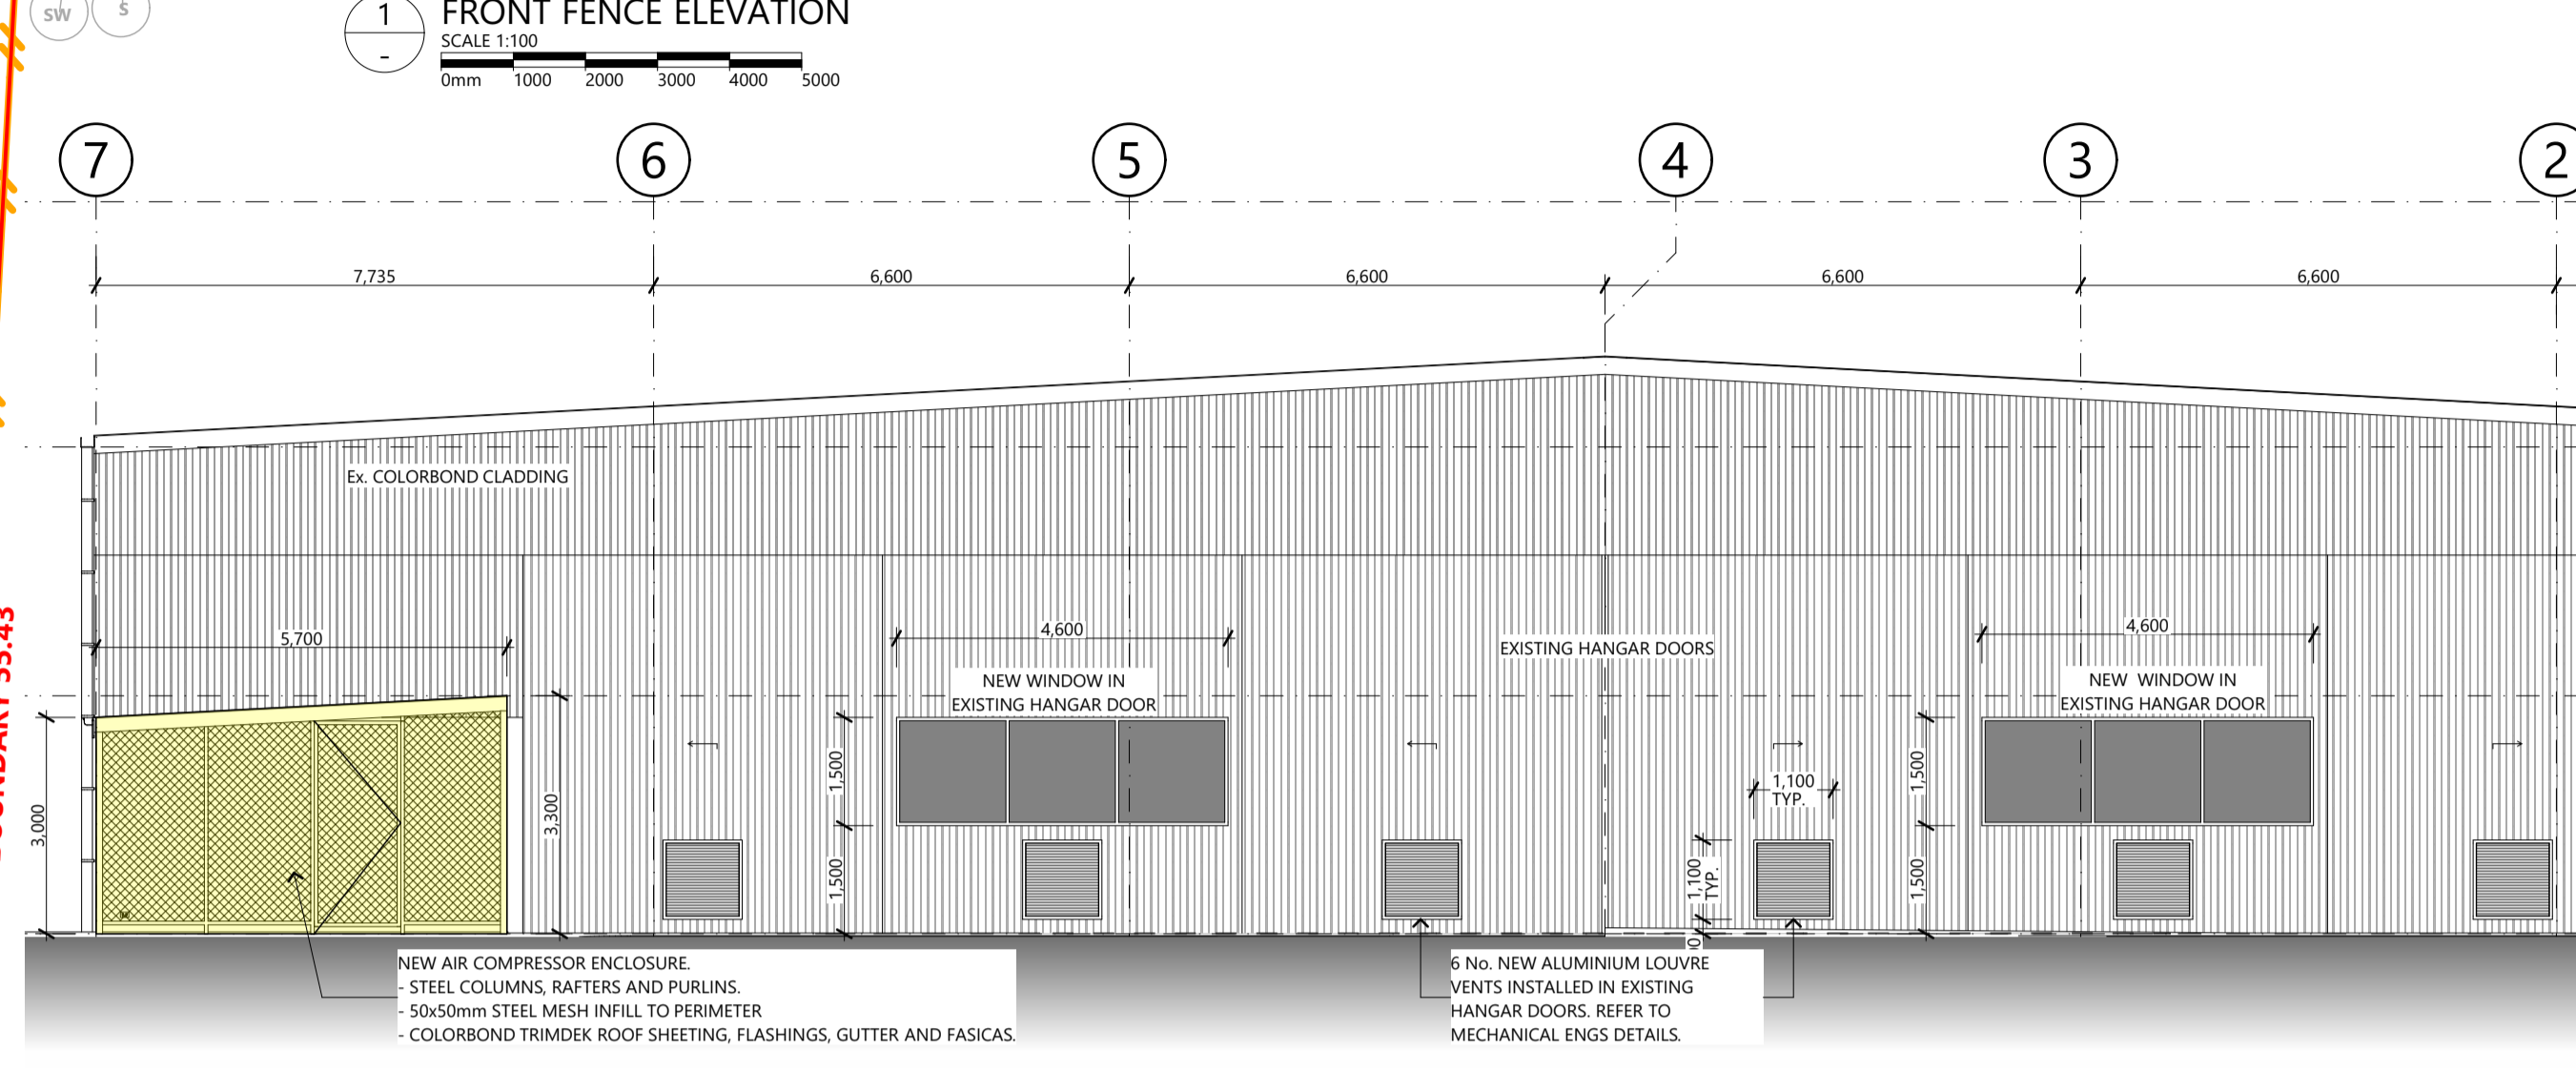 SW
S
1
-
FRONT FENCE ELEVATION
SCALE 1:100
0mm 1000 2000 3000 4000 5000
7 6 5 4 3 2
7,735 6,600 6,600 6,600 6,600
Ex. COLORBOND CLADDING
5,700
4,600
EXISTING HANGAR DOORS
4,600
NEW WINDOW IN
EXISTING HANGAR DOOR
NEW WINDOW IN
EXISTING HANGAR DOOR
3,000
3,300
1,500
1,500
1,100
TYP.
1,100
TYP.
1,500
1,500
NEW AIR COMPRESSOR ENCLOSURE.
- STEEL COLUMNS, RAFTERS AND PURLINS.
- 50x50mm STEEL MESH INFILL TO PERIMETER
- COLORBOND TRIMDEK ROOF SHEETING, FLASHINGS, GUTTER AND FASICAS.
6 No. NEW ALUMINIUM LOUVRE
VENTS INSTALLED IN EXISTING
HANGAR DOORS. REFER TO
MECHANICAL ENGS DETAILS.